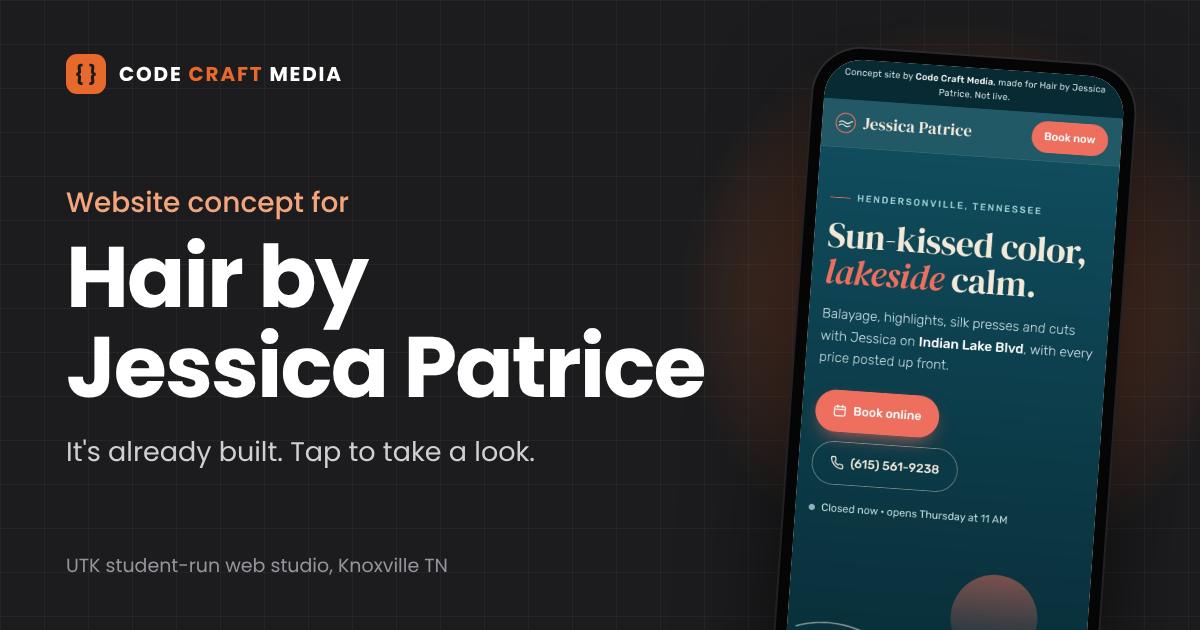 { } CODE CRAFT MEDIA
Website concept for
Hair by
Jessica Patrice
It's already built. Tap to take a look.
UTK student-run web studio, Knoxville TN
Concept site by Code Craft Media, made for Hair by Jessica
Patrice. Not live.
Jessica Patrice
Book now
HENDERSONVILLE, TENNESSEE
Sun-kissed color,
lakeside calm.
Balayage, highlights, silk presses and cuts
with Jessica on Indian Lake Blvd, with every
price posted up front.
Book online
(615) 561-9238
Closed now • opens Thursday at 11 AM